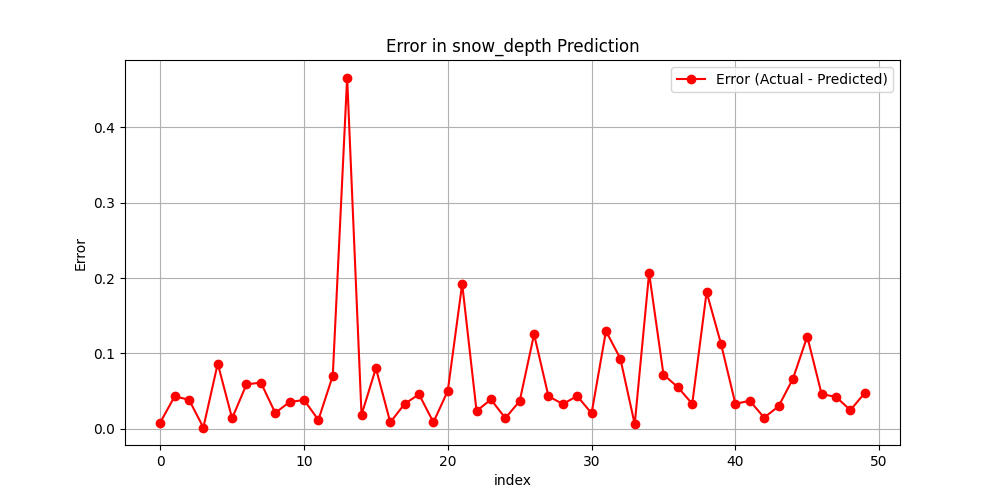 Error in snow_depth Prediction
Error (Actual - Predicted)
0.4
0.3
0.2
0.1
0.0
Error
0 10 20 30 40 50
index